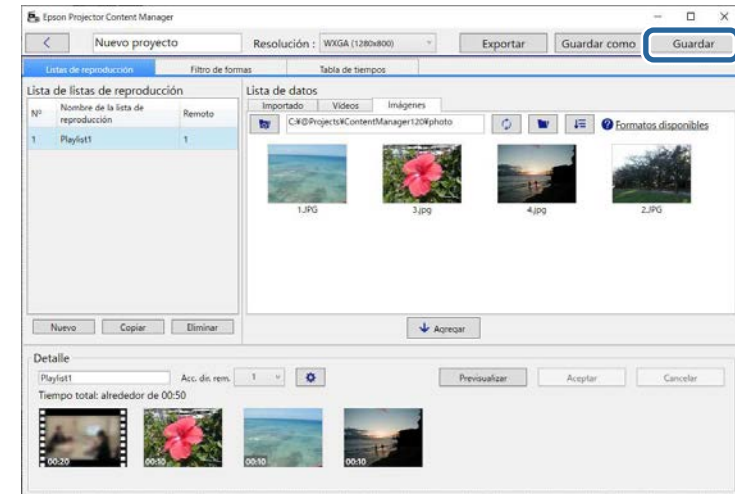 Epson Projector Content Manager
Nuevo proyecto
Resolución :
WXGA (1280x800)
Exportar
Guardar como
Guardar
Listas de reproducción
Filtro de formas
Tabla de tiempos
Lista de listas de reproducción
Lista de datos
Nº
Nombre de la lista de
reproducción
Remoto
1
Playlist1
1
Importado
Vídeos
Imágenes
C:¥@Projects¥ContentManager120¥photo
Formatos disponibles
1.JPG
3.jpg
4.jpg
2.JPG
Nuevo
Copiar
Eliminar
Agregar
Detalle
Playlist1
Acc. dir. rem.
1
Previsualizar
Aceptar
Cancelar
Tiempo total: alrededor de 00:50
00:20
00:10
00:10
00:10